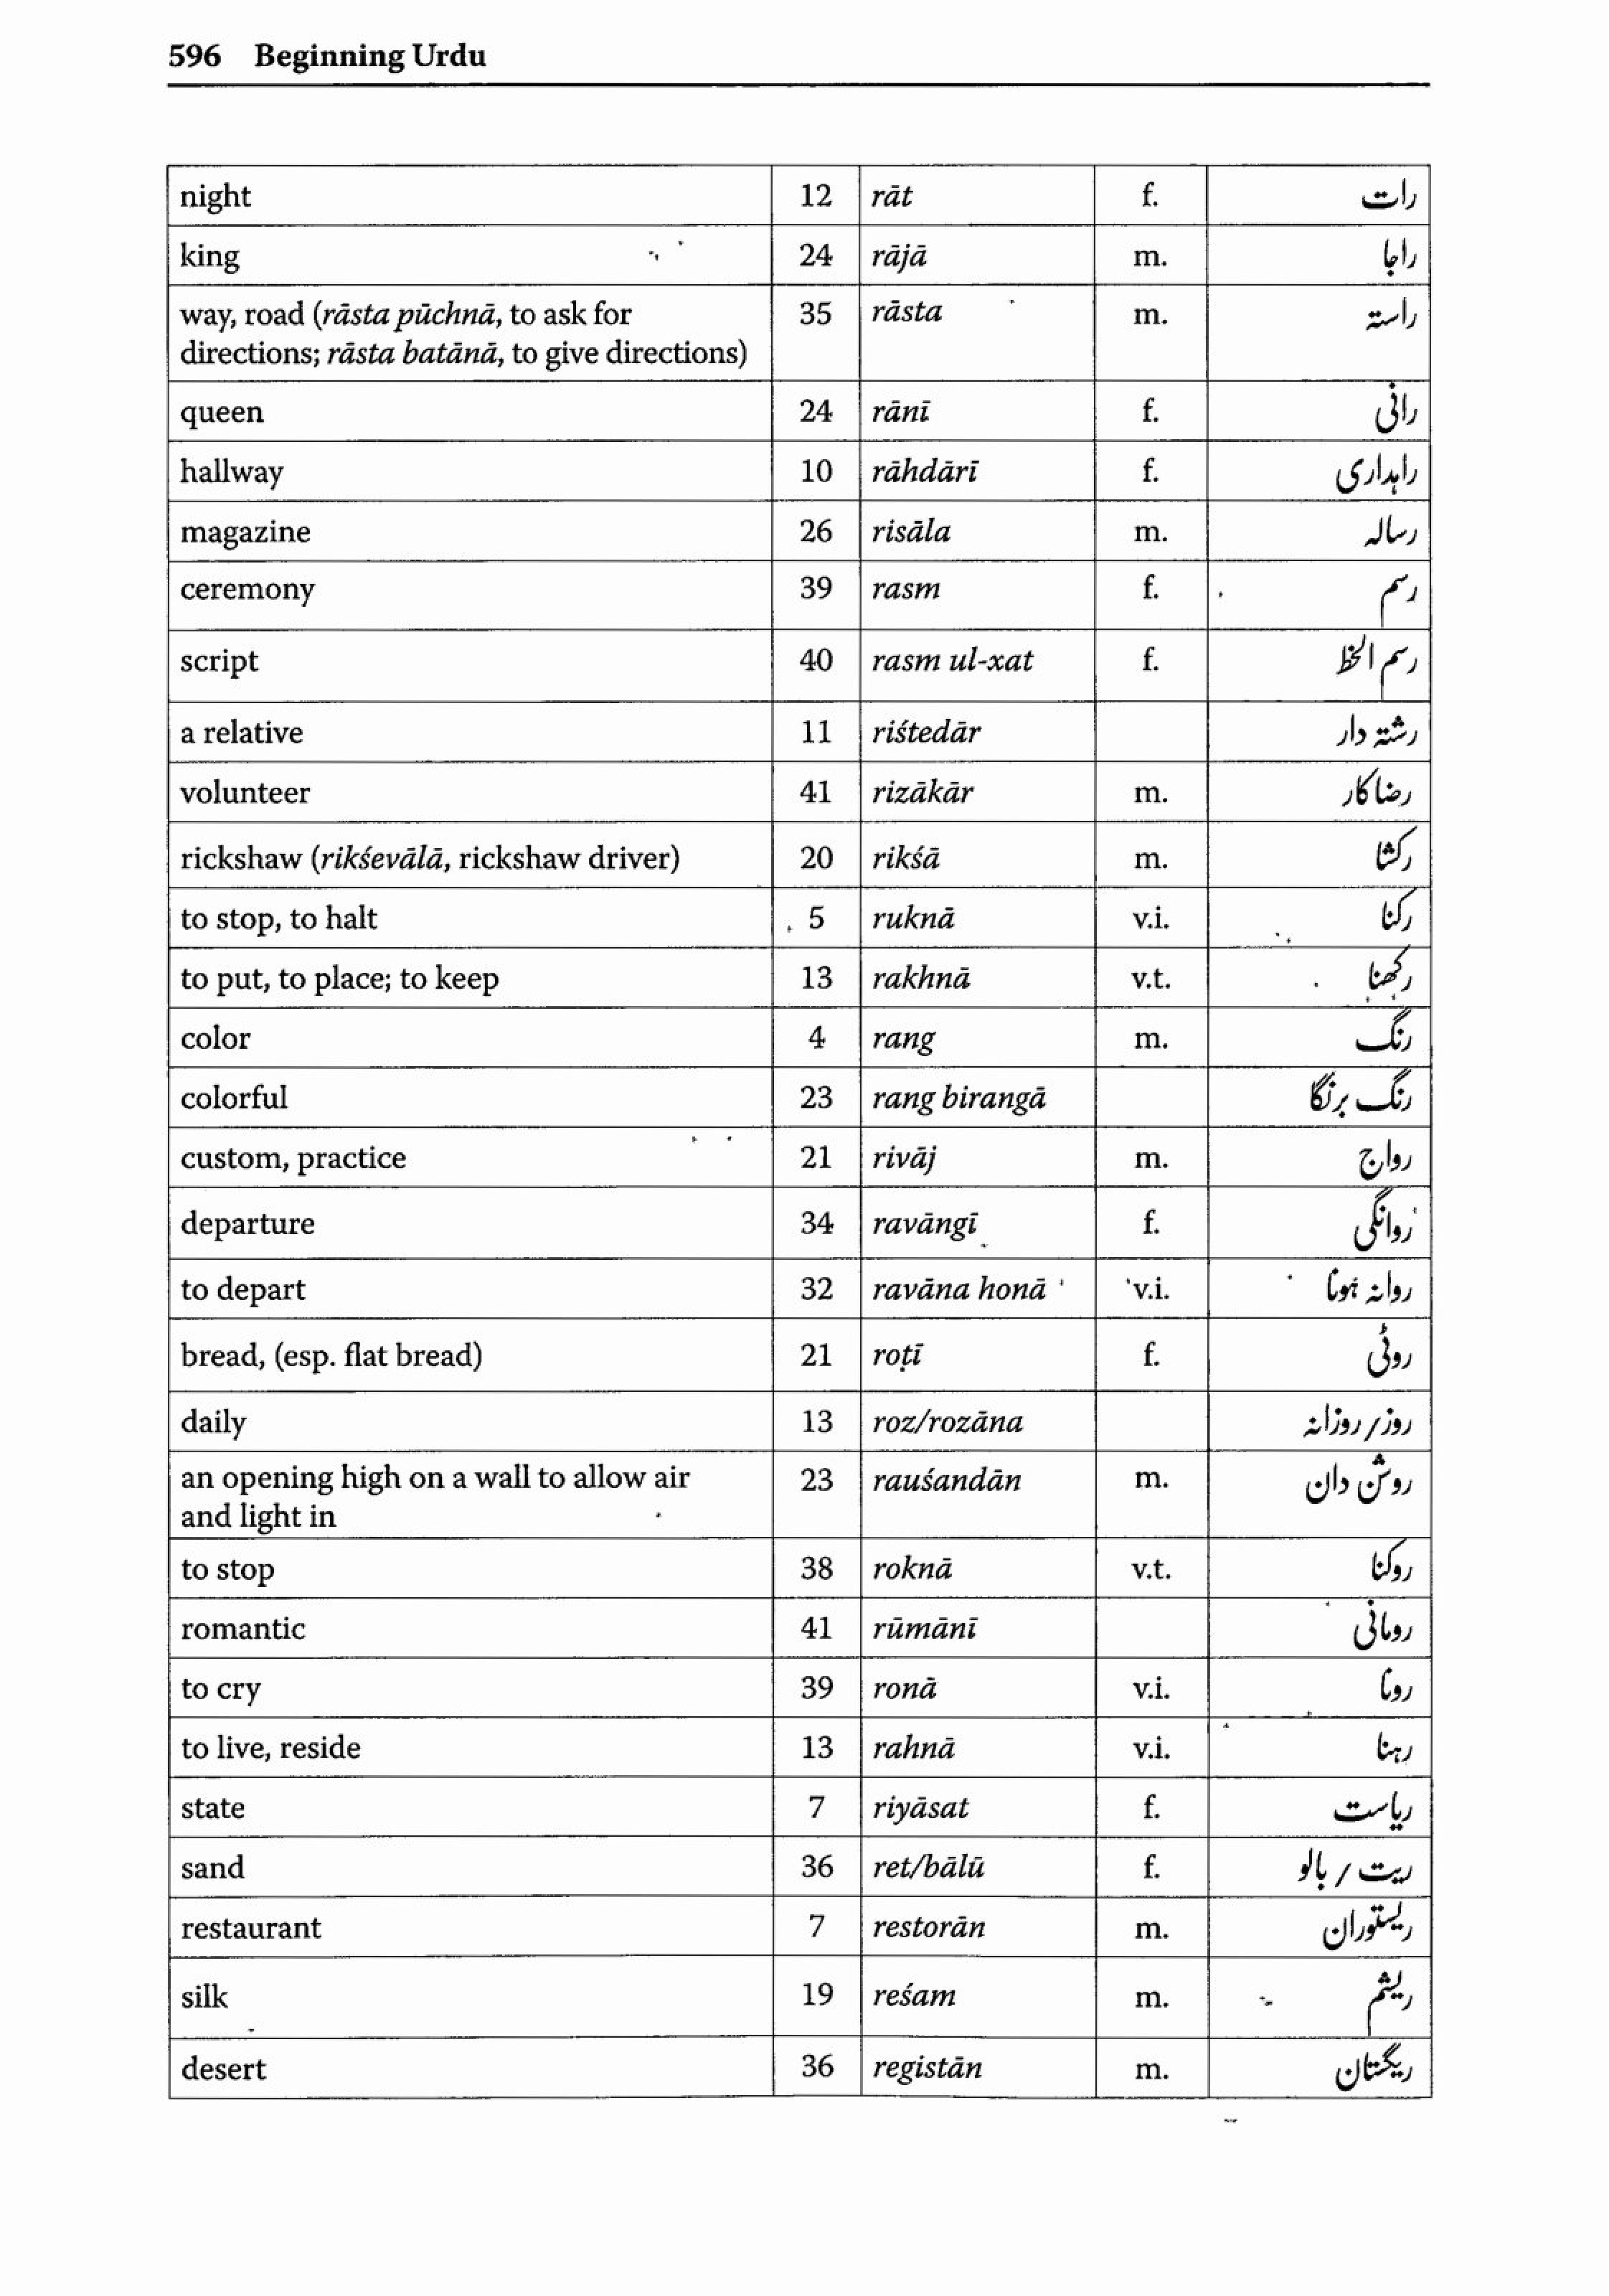 596 Beginning Urdu
night 12 rāt f. رات
king 24 rājā m. راجا
way, road (rāsta pūchnā, to ask for 35 rāsta m. راستہ
directions; rāsta batānā, to give directions)
queen 24 rānī f. رانی
hallway 10 rāhdārī f. راہداری
magazine 26 risāla m. رسالہ
ceremony 39 rasm f. رسم
script 40 rasm ul-xat f. رسم الخط
a relative 11 riśtedār رشتہ دار
volunteer 41 rizākār m. رضاکار
rickshaw (rikśevālā, rickshaw driver) 20 rikśā m. رکشا
to stop, to halt 5 ruknā v.i. رکنا
to put, to place; to keep 13 rakhnā v.t. رکھنا
color 4 rang m. رنگ
colorful 23 rang birangā رنگ برنگا
custom, practice 21 rivāj m. رواج
departure 34 ravāngī f. روانگی
to depart 32 ravāna honā v.i. روانہ ہونا
bread, (esp. flat bread) 21 roṭī f. روٹی
daily 13 roz/rozāna روز/روزانہ
an opening high on a wall to allow air 23 rauśandān m. روشن دان
and light in
to stop 38 roknā v.t. روکنا
romantic 41 rūmānī رومانی
to cry 39 ronā v.i. رونا
to live, reside 13 rahnā v.i. رہنا
state 7 riyāsat f. ریاست
sand 36 ret/bālū f. ریت / بالو
restaurant 7 restorān m. ریستوران
silk 19 reśam m. ریشم
desert 36 registān m. ریگستان